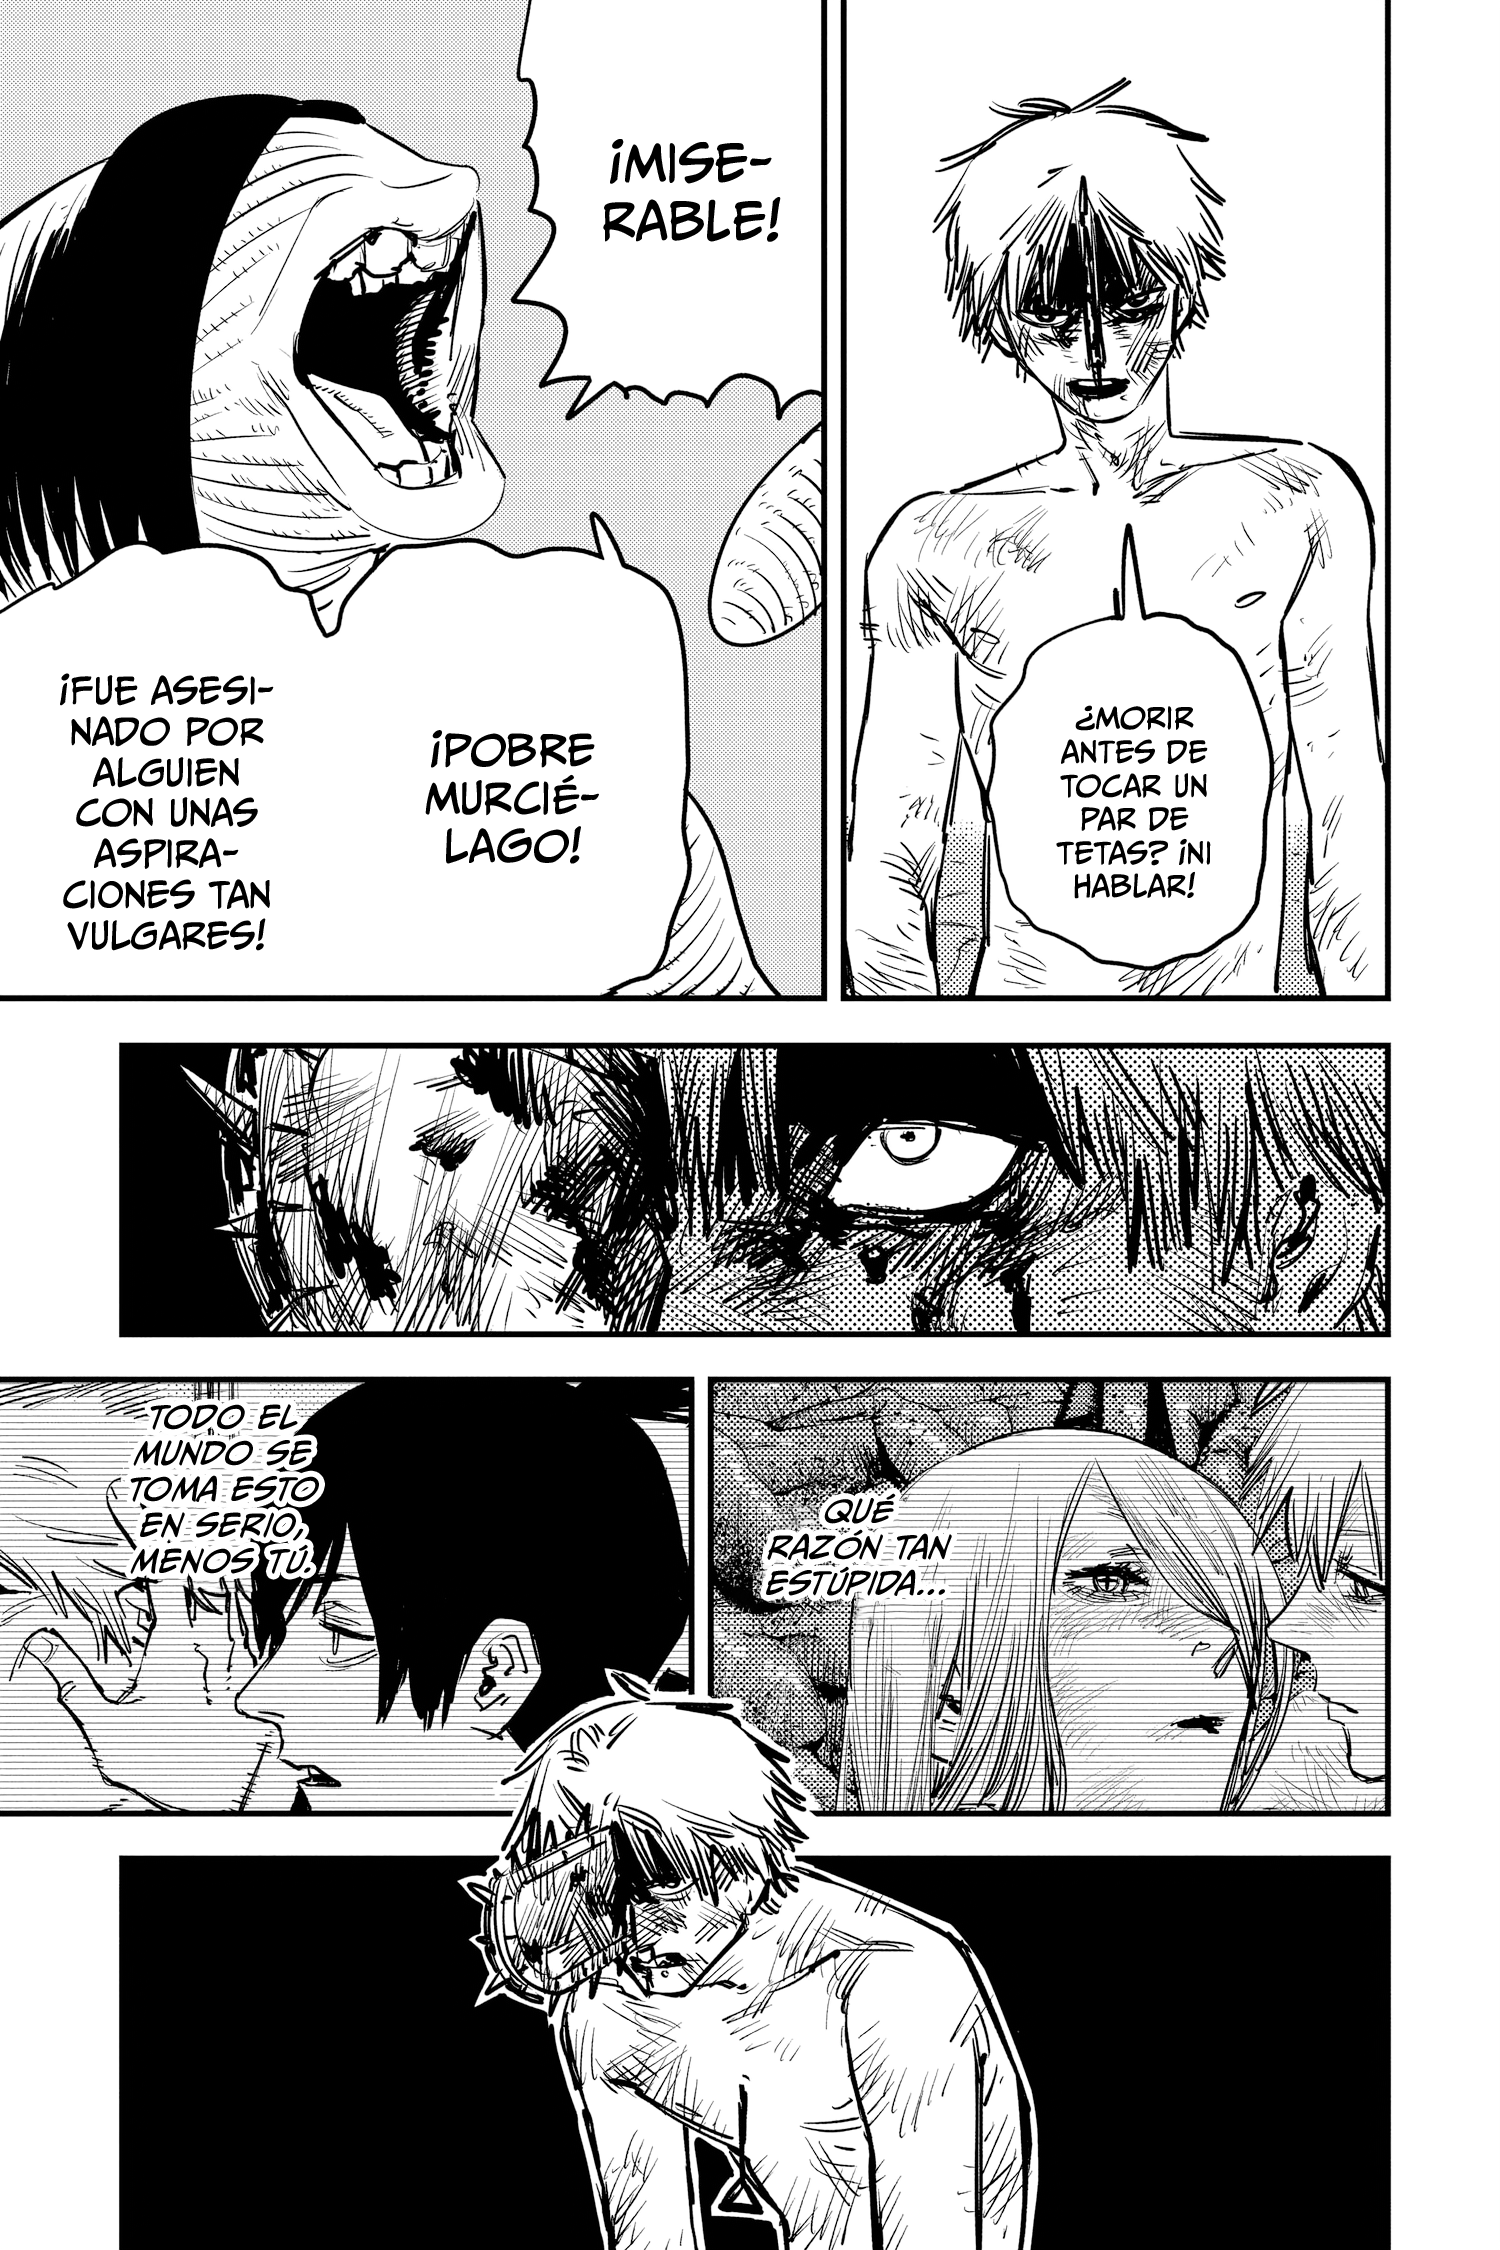 ¿MORIR
ANTES DE
TOCAR UN
PAR DE
TETAS? ¡NI
HABLAR!
¡MISE-
RABLE!
¡POBRE
MURCIÉ-
LAGO!
¡FUE ASESI-
NADO POR
ALGUIEN
CON UNAS
ASPIRA-
CIONES TAN
VULGARES!
QUÉ
RAZÓN TAN
ESTÚPIDA...
TODO EL
MUNDO SE
TOMA ESTO
EN SERIO,
MENOS TÚ.